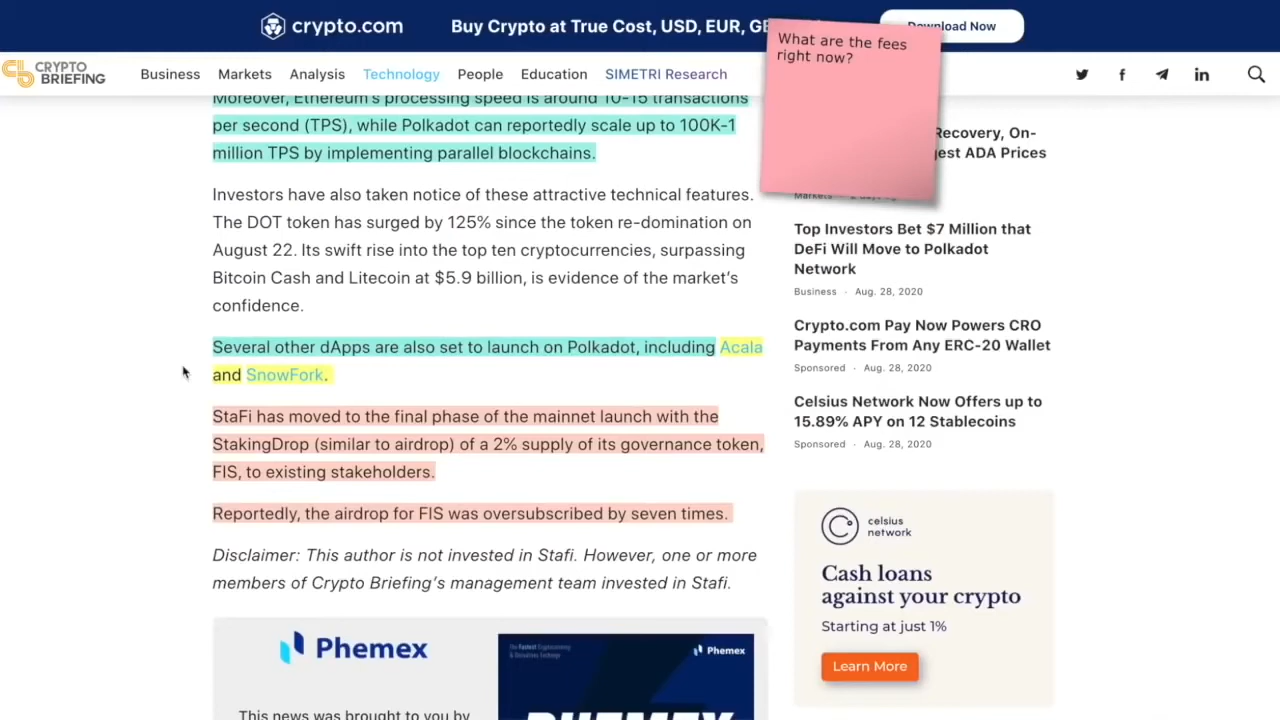 crypto.com
Buy Crypto at True Cost, USD, EUR,
Download Now
What are the fees
right now?
CRYPTO
BRIEFING
Business Markets Analysis Technology People Education SIMETRI Research
Moreover, Ethereum's processing speed is around 10-15 transactions
per second (TPS), while Polkadot can reportedly scale up to 100K-1
million TPS by implementing parallel blockchains.
Investors have also taken notice of these attractive technical features.
The DOT token has surged by 125% since the token re-domination on
August 22. Its swift rise into the top ten cryptocurrencies, surpassing
Bitcoin Cash and Litecoin at $5.9 billion, is evidence of the market's
confidence.
Several other dApps are also set to launch on Polkadot, including Acala
and SnowFork.
StaFi has moved to the final phase of the mainnet launch with the
StakingDrop (similar to airdrop) of a 2% supply of its governance token,
FIS, to existing stakeholders.
Reportedly, the airdrop for FIS was oversubscribed by seven times.
Disclaimer: This author is not invested in Stafi. However, one or more
members of Crypto Briefing's management team invested in Stafi.
Phemex
This news was brought to you by
The Fastest Cryptocurrency
& Derivatives Exchange
Phemex
PHEMEX
Recovery, On-
ADA Prices
Markets
Top Investors Bet $7 Million that
DeFi Will Move to Polkadot
Network
Business · Aug. 28, 2020
Crypto.com Pay Now Powers CRO
Payments From Any ERC-20 Wallet
Sponsored · Aug. 28, 2020
Celsius Network Now Offers up to
15.89% APY on 12 Stablecoins
Sponsored · Aug. 28, 2020
celsius
network
Cash loans
against your crypto
Starting at just 1%
Learn More